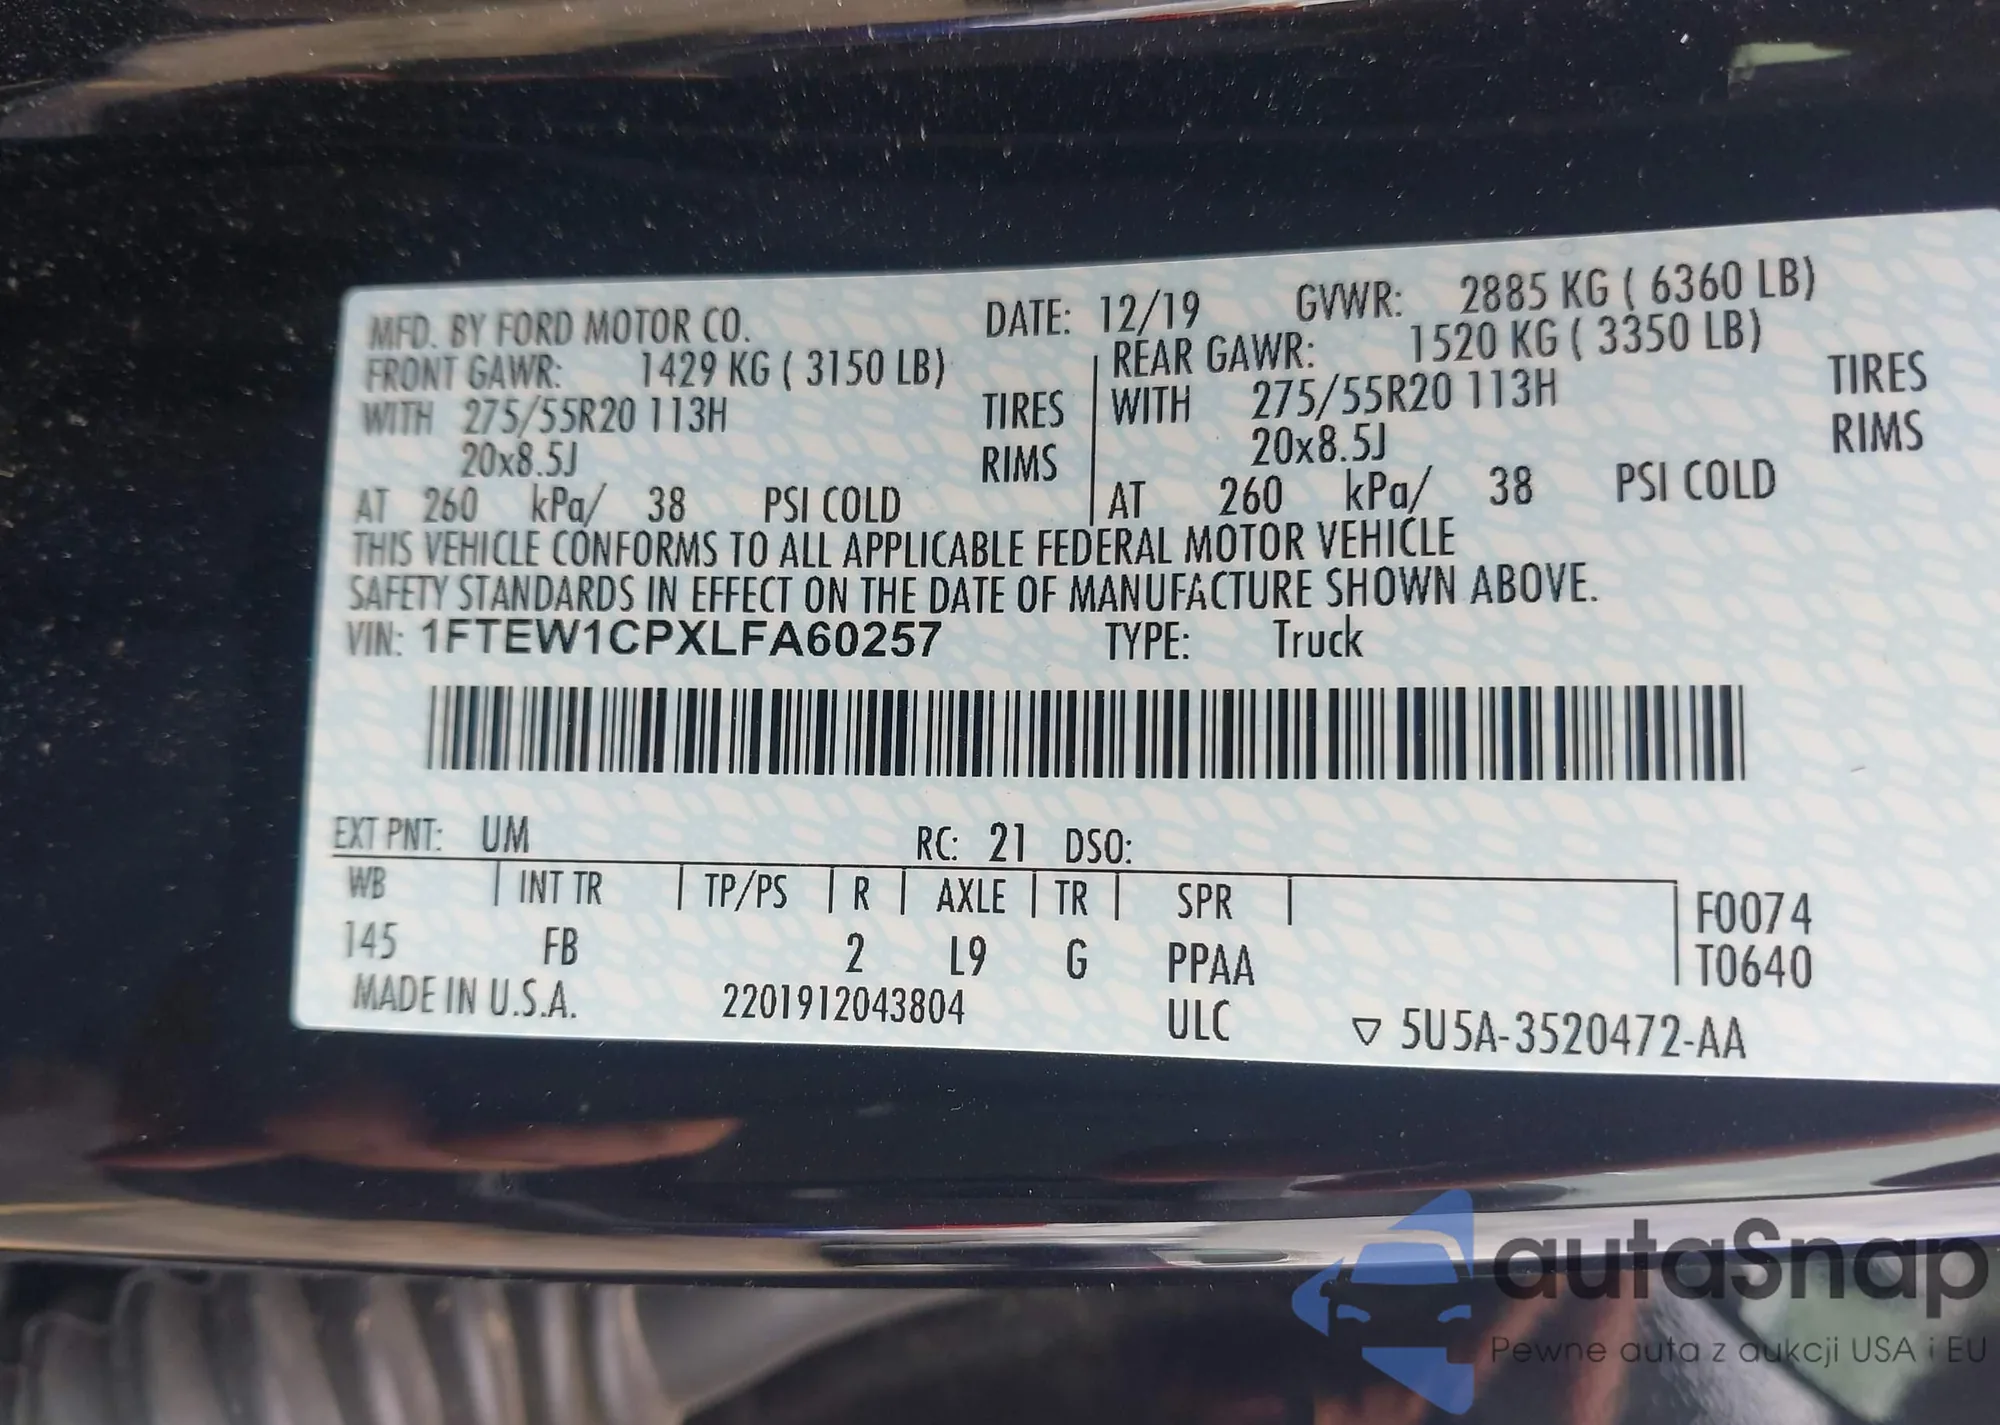 MFD. BY FORD MOTOR CO. DATE: 12/19 GVWR: 2885 KG ( 6360 LB)
FRONT GAWR: 1429 KG ( 3150 LB) REAR GAWR: 1520 KG ( 3350 LB)
WITH 275/55R20 113H TIRES WITH 275/55R20 113H TIRES
20x8.5J RIMS 20x8.5J RIMS
AT 260 kPa/ 38 PSI COLD AT 260 kPa/ 38 PSI COLD
THIS VEHICLE CONFORMS TO ALL APPLICABLE FEDERAL MOTOR VEHICLE
SAFETY STANDARDS IN EFFECT ON THE DATE OF MANUFACTURE SHOWN ABOVE.
VIN: 1FTEW1CPXLFA60257 TYPE: Truck
EXT PNT: UM RC: 21 DSO:
WB INT TR TP/PS R AXLE TR SPR F0074
145 FB 2 L9 G PPAA T0640
MADE IN U.S.A. 2201912043804 ULC ▽ 5U5A-3520472-AA
autaSnap
Pewne auta z aukcji USA i EU